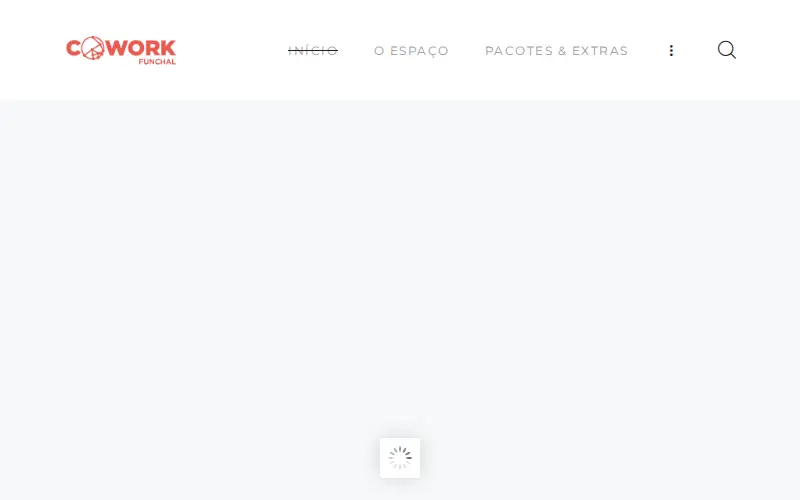 COWORK
FUNCHAL
INÍCIO
O ESPAÇO
PACOTES & EXTRAS